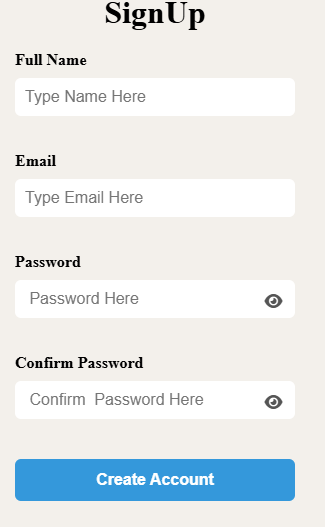 SignUp
Full Name
Type Name Here
Email
Type Email Here
Password
Password Here
Confirm Password
Confirm  Password Here
Create Account